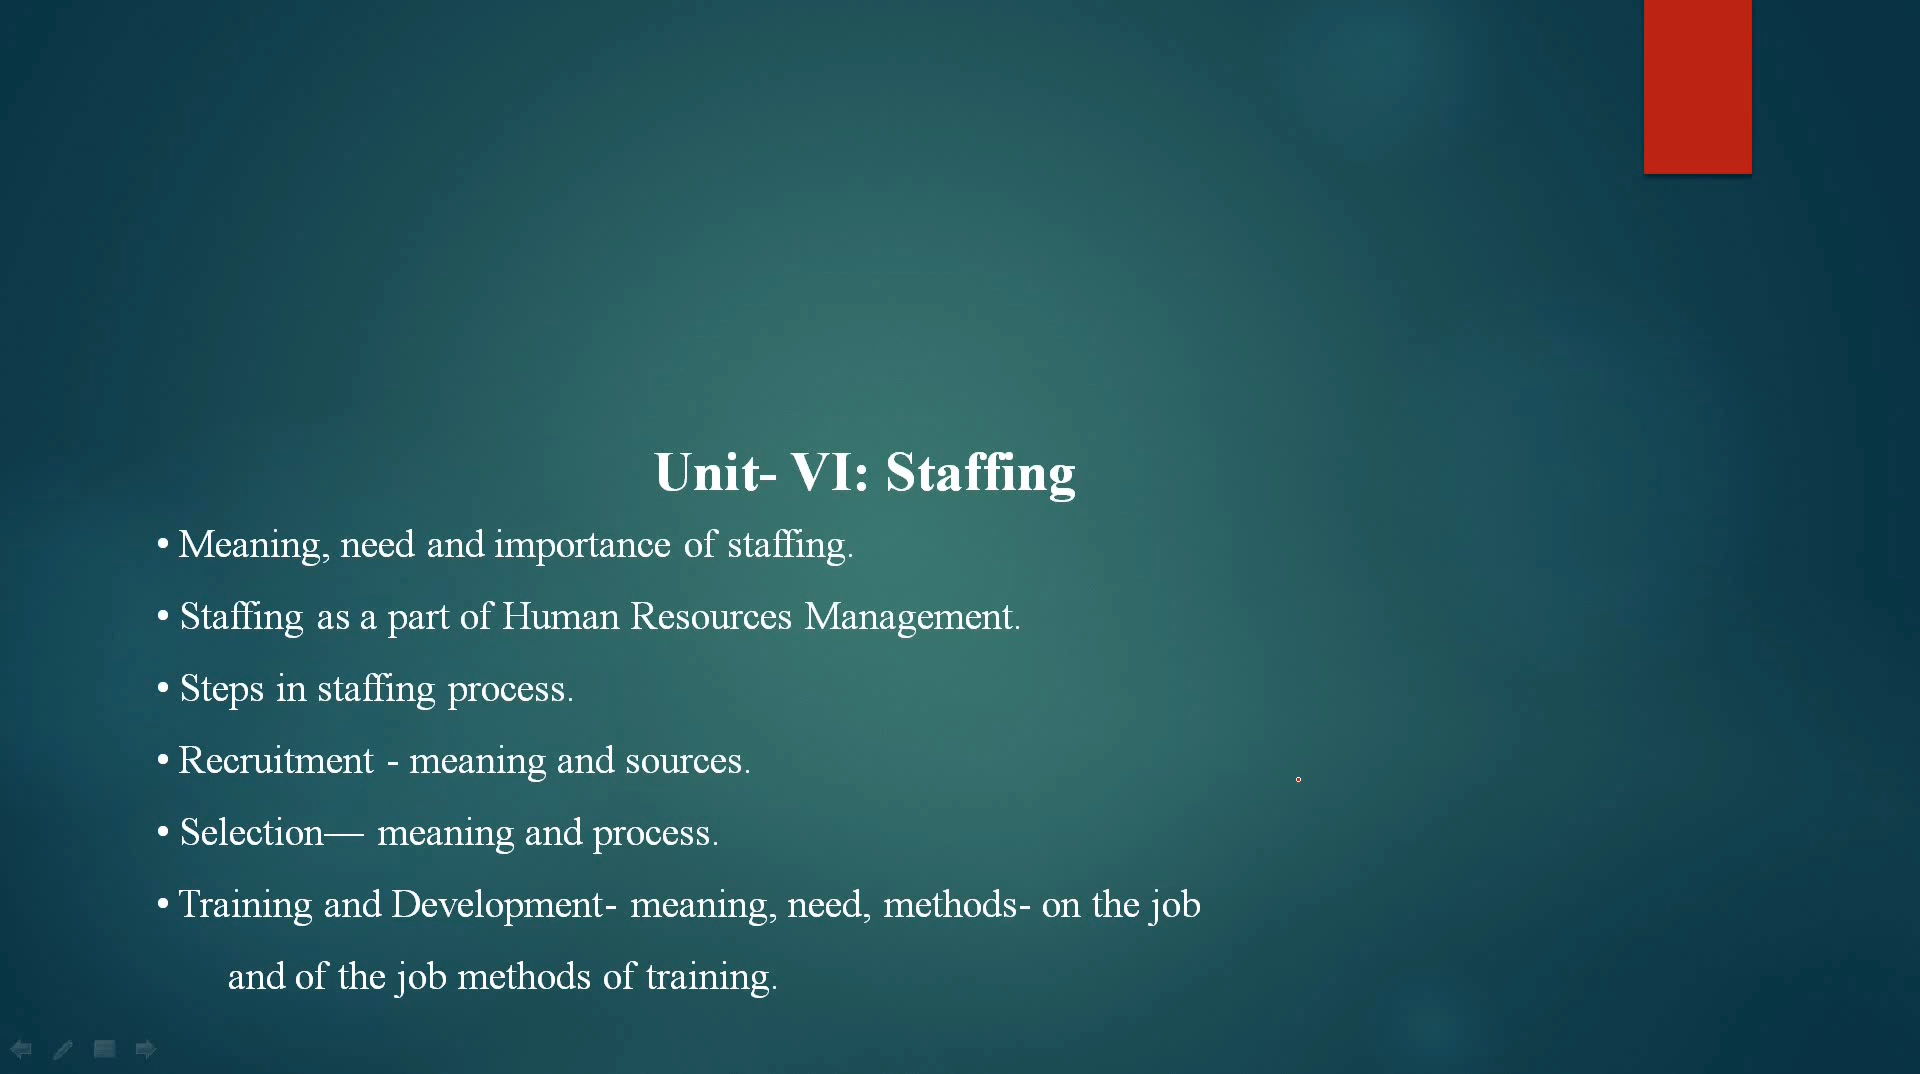 Unit- VI: Staffing
• Meaning, need and importance of staffing.
• Staffing as a part of Human Resources Management.
• Steps in staffing process.
• Recruitment - meaning and sources.
• Selection— meaning and process.
• Training and Development- meaning, need, methods- on the job
and of the job methods of training.